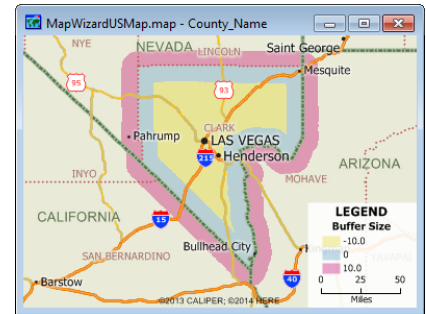 MapWizardUSMap.map - County_Name
NYE
NEVADA
LINCOLN
Saint George
95
93
Mesquite
Pahrump
CLARK
LAS VEGAS
215
Henderson
ARIZONA
INYO
MOHAVE
CALIFORNIA
15
LEGEND
Buffer Size
-10.0
0
10.0
0 25 50
Miles
Bullhead City
SAN BERNARDINO
40
Barstow
©2013 CALIPER; ©2014 HERE